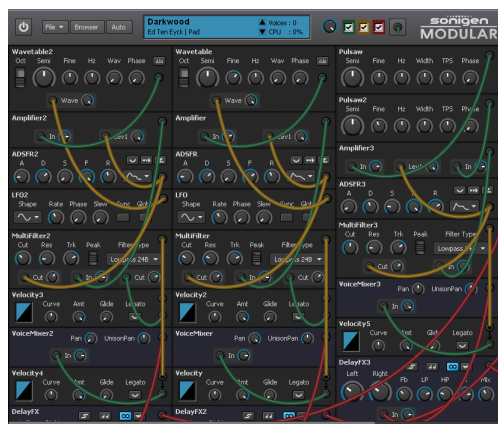 File Browser Auto
Darkwood Voices : 0
Ed Ten Eyck | Pad CPU : 0%
sonigen
MODULAR
Wavetable2
Oct Semi Fine Hz Wav Phase
Wave
Amplifier2
In Levl
ADSFR2
A D S F R
LFO2
Shape Rate Phase Slew Sync
MultiFilter2
Cut Res Trk Peak Filter Type
Lowpass 24B
Cut In Cut
Velocity3
Curve Amt Glide Legato
VoiceMixer2
Pan UnisonPan
In
Velocity4
Curve Amt Glide Legato
DelayFX
Wavetable
Oct Semi Fine Hz Wav Phase
Wave
Amplifier
In Levl
ADSFR
A D S F R
LFO
Shape Rate Phase Slew Sync
MultiFilter
Cut Res Trk Peak Filter Type
Lowpass 24B
Cut In Cut
Velocity2
Curve Amt Glide Legato
VoiceMixer
Pan UnisonPan
In
Velocity
Curve Amt Glide Legato
DelayFX2
Pulsaw
Semi Fine Hz Width TPS Phase
Pulsaw2
Semi Fine Hz Width TPS Phase
Amplifier3
In Levl In
ADSFR3
A D S F R
MultiFilter3
Cut Res Trk Peak Filter Type
Cut In
VoiceMixer3
Pan UnisonPan
Velocity5
Curve Amt Glide Legato
DelayFX3
Left Right Fb LP HP Mix
In